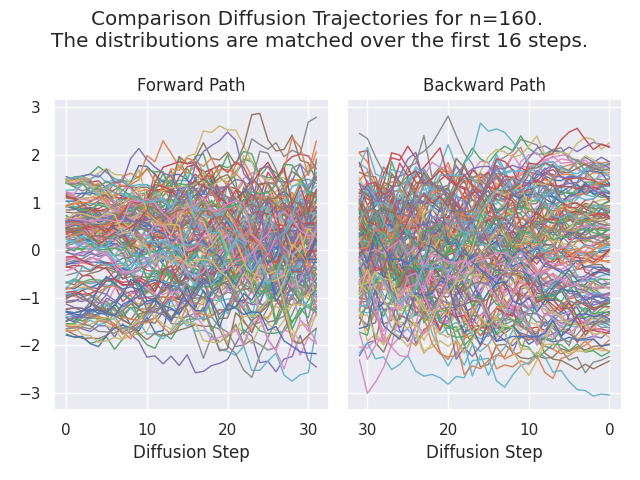 Comparison Diffusion Trajectories for n=160.
The distributions are matched over the first 16 steps.
Forward Path
Backward Path
3
2
1
0
−1
−2
−3
0 10 20 30
30 20 10 0
Diffusion Step
Diffusion Step